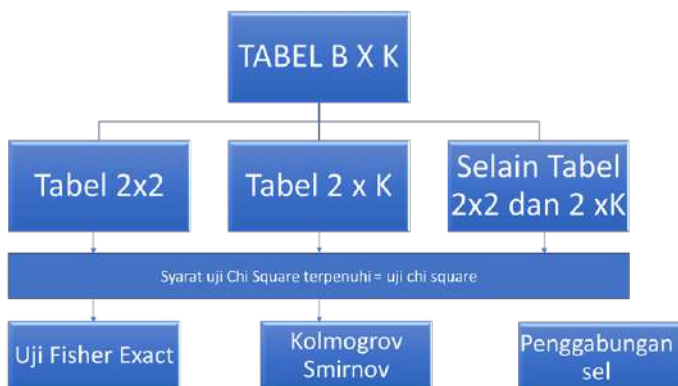 TABEL B X K
Tabel 2x2
Tabel 2 x K
Selain Tabel
2x2 dan 2 xK
Syarat uji Chi Square terpenuhi = uji chi square
Uji Fisher Exact
Kolmogrov
Smirnov
Penggabungan
sel